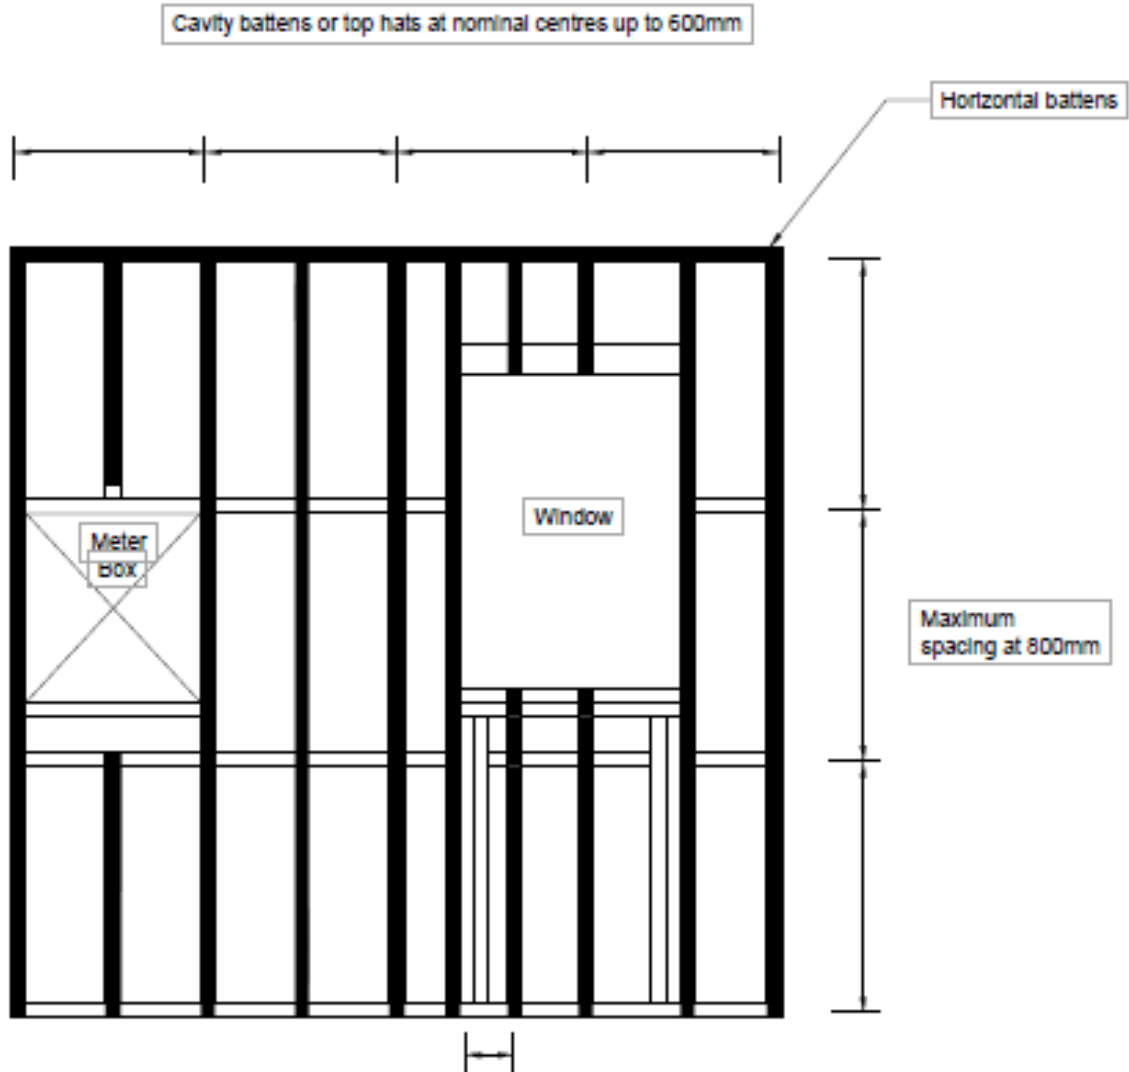 Cavity battens or top hats at nominal centres up to 600mm
Horizontal battens
Window
Meter
Box
Maximum
spacing at 800mm